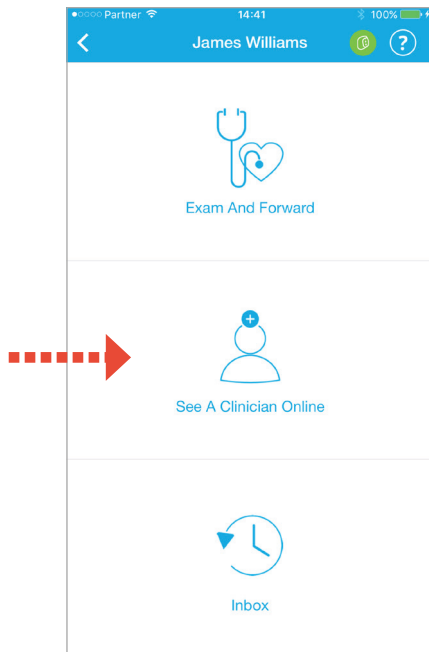 Partner 14:41 100%
James Williams ?
Exam And Forward
See A Clinician Online
Inbox